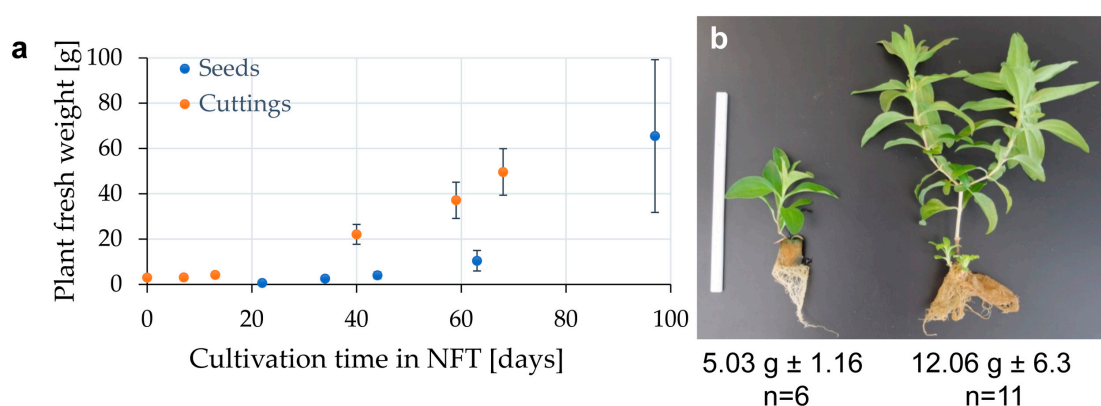 a
Plant fresh weight [g]
100
80
60
40
20
0
Seeds
Cuttings
0 20 40 60 80 100
Cultivation time in NFT [days]
b
5.03 g ± 1.16
n=6
12.06 g ± 6.3
n=11